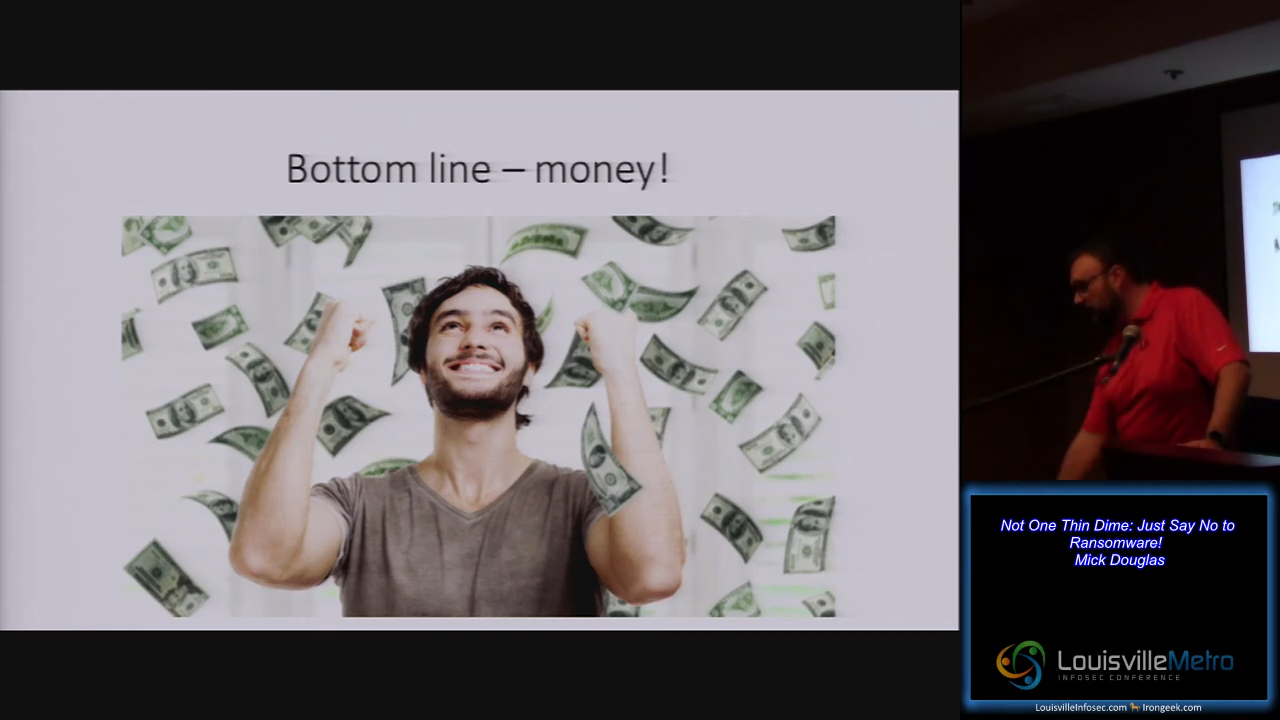 Bottom line – money!
Not One Thin Dime: Just Say No to
Ransomware!
Mick Douglas
LouisvilleMetro
INFOSEC CONFERENCE
LouisvilleInfosec.com Irongeek.com